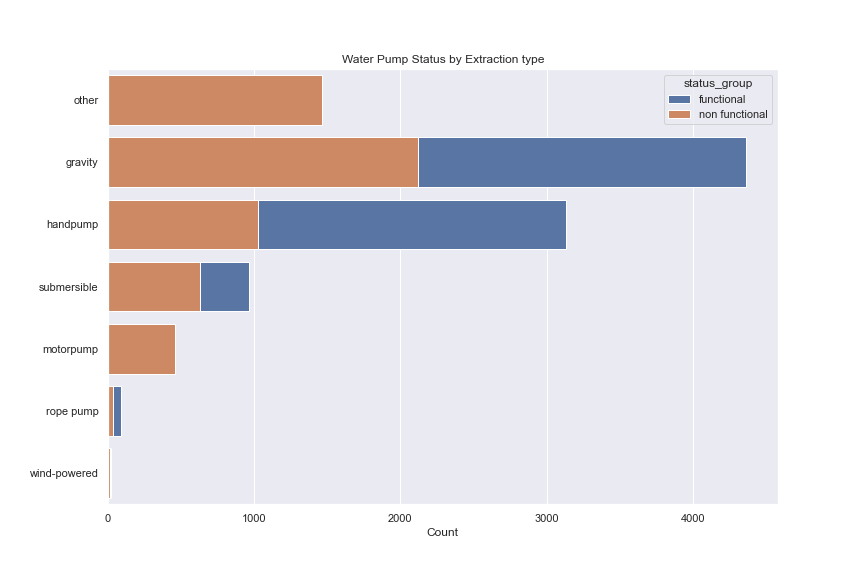 Water Pump Status by Extraction type
status_group
functional
non functional
other
gravity
handpump
submersible
motorpump
rope pump
wind-powered
0 1000 2000 3000 4000
Count